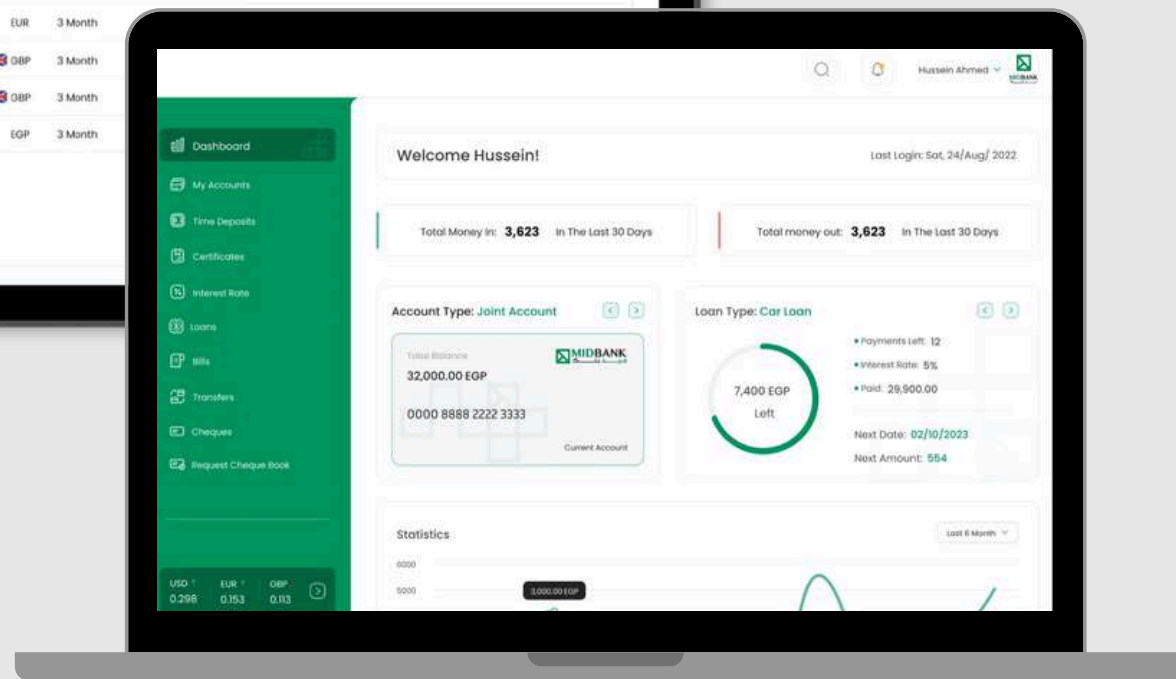 EUR 3 Month
GBP 3 Month
GBP 3 Month
EGP 3 Month
Hussein Ahmed
MIDBANK
Dashboard
My Accounts
Time Deposits
Certificates
Interest Rate
Loans
Bills
Transfers
Cheques
Request Cheque Book
USD EUR GBP
0.298 0.153 0.113
Welcome Hussein!
Last Login: Sat, 24/Aug/ 2022
Total Money In: 3,623 In The Last 30 Days
Total money out: 3,623 In The Last 30 Days
Account Type: Joint Account
Total Balance
MIDBANK
ميد بنك
32,000.00 EGP
0000 8888 2222 3333
Current Account
Loan Type: Car Loan
7,400 EGP
Left
Payments Left: 12
Interest Rate: 5%
Paid: 29,900.00
Next Date: 02/10/2023
Next Amount: 554
Statistics
Last 6 Month
6000
5000
3,000.00 EGP